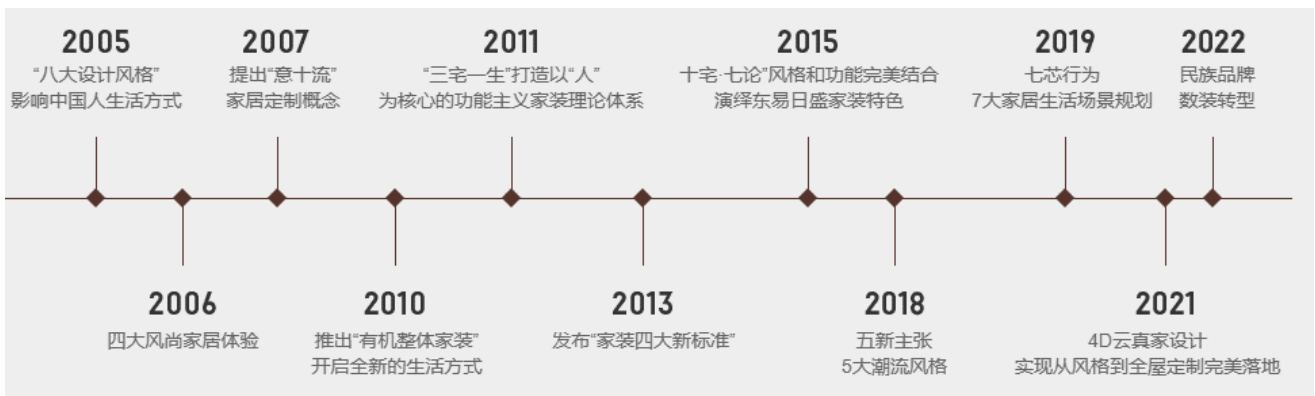 2005
“八大设计风格”
影响中国人生活方式
2007
提出“意十流”
家居定制概念
2011
“三宅一生”打造以“人”
为核心的功能主义家装理论体系
2015
十宅·七论”风格和功能完美结合
演绎东易日盛家装特色
2019
七芯行为
7大家居生活场景规划
2022
民族品牌
数装转型
2006
四大风尚家居体验
2010
推出“有机整体家装”
开启全新的生活方式
2013
发布“家装四大新标准”
2018
五新主张
5大潮流风格
2021
4D云真家设计
实现从风格到全屋定制完美落地